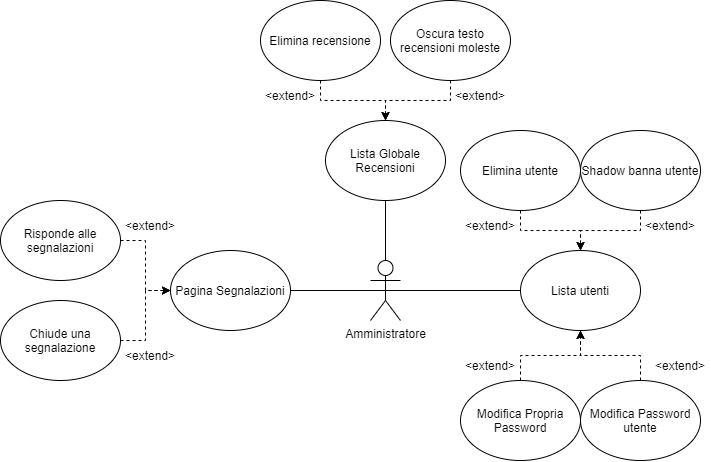 Elimina recensione
Oscura testo
recensioni moleste
<extend>
<extend>
Lista Globale
Recensioni
Elimina utente
Shadow banna utente
<extend>
<extend>
Risponde alle
segnalazioni
<extend>
Pagina Segnalazioni
Lista utenti
Amministratore
Chiude una
segnalazione
<extend>
<extend>
<extend>
Modifica Propria
Password
Modifica Password
utente